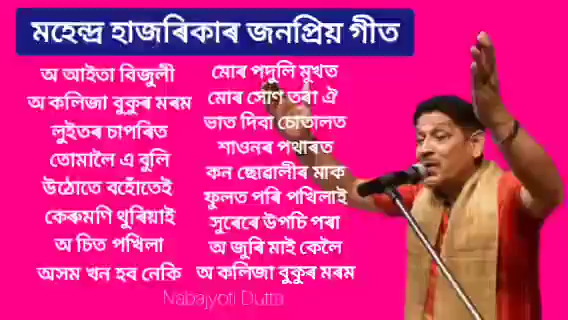 মহেন্দ্ৰ হাজৰিকাৰ জনপ্ৰিয় গীত
অ আইতা বিজুলী
অ কলিজা বুকুৰ মৰম
লুইতৰ চাপৰিত
তোমালৈ এ বুলি
উঠোতে বহোঁতেই
কেৰুমণি থুৰিয়াই
অ চিত পখিলা
অসম খন হব নেকি
মোৰ পদুলি মুখত
মোৰ সোণ তৰা ঐ
ভাত দিবা চোতালত
শাওনৰ পথাৰত
কন ছোৱালীৰ মাক
ফুলত পৰি পখিলাই
সুৰেৰে উপচি পৰা
অ জুৰি মাই কেলৈ
অ কলিজা বুকুৰ মৰম
Nabajyoti Dutta